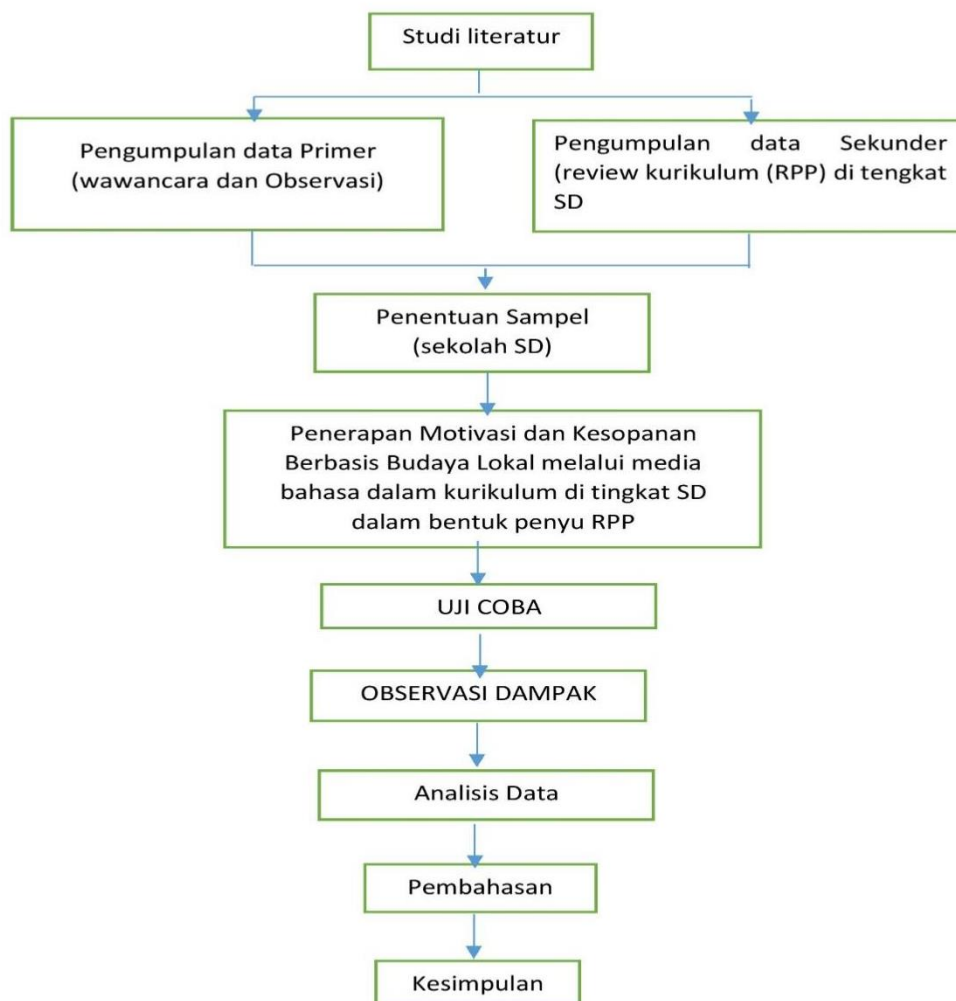 Studi literatur
Pengumpulan data Primer
(wawancara dan Observasi)
Pengumpulan data Sekunder
(review kurikulum (RPP) di tengkat
SD
Penentuan Sampel
(sekolah SD)
Penerapan Motivasi dan Kesopanan
Berbasis Budaya Lokal melalui media
bahasa dalam kurikulum di tingkat SD
dalam bentuk penyu RPP
UJI COBA
OBSERVASI DAMPAK
Analisis Data
Pembahasan
Kesimpulan